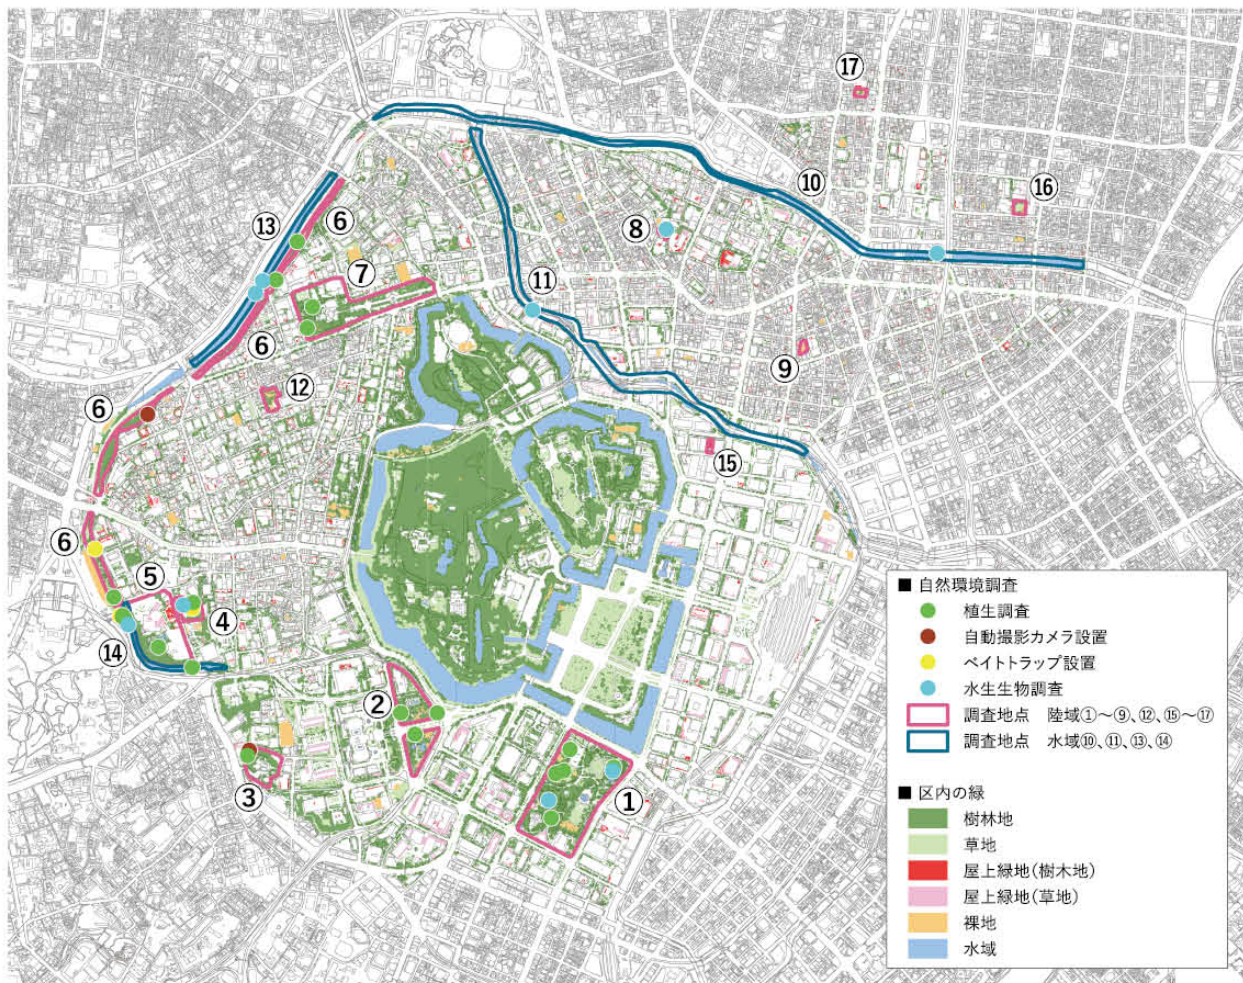 ⑰
⑯
⑩
⑬
⑥
⑧
⑦
⑪
⑥
⑨
⑫
⑥
⑮
⑥
⑤
④
⑭
②
③
①
■ 自然環境調査
植生調査
自動撮影カメラ設置
ベイトトラップ設置
水生生物調査
調査地点 陸域①～⑨、⑫、⑮～⑰
調査地点 水域⑩、⑪、⑬、⑭
■ 区内の緑
樹林地
草地
屋上緑地(樹木地)
屋上緑地(草地)
裸地
水域